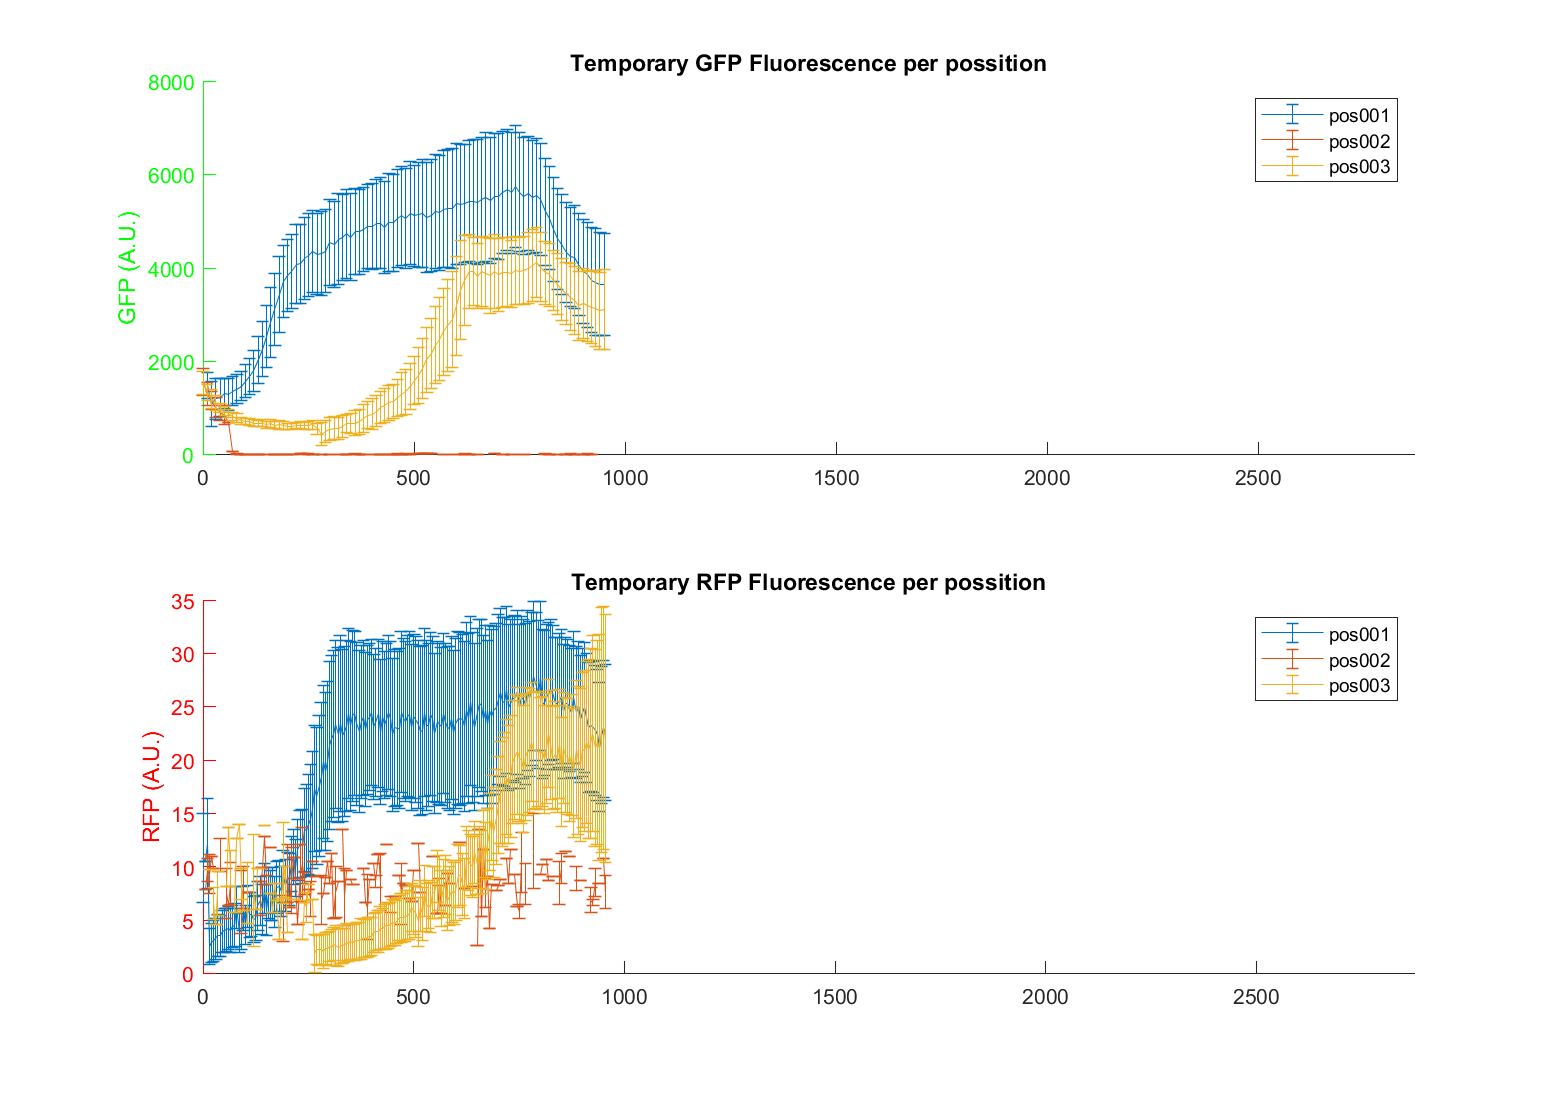 Temporary GFP Fluorescence per possition
8000
6000
4000
2000
0
GFP (A.U.)
0 500 1000 1500 2000 2500
pos001
pos002
pos003
Temporary RFP Fluorescence per possition
35
30
25
20
15
10
5
0
RFP (A.U.)
0 500 1000 1500 2000 2500
pos001
pos002
pos003